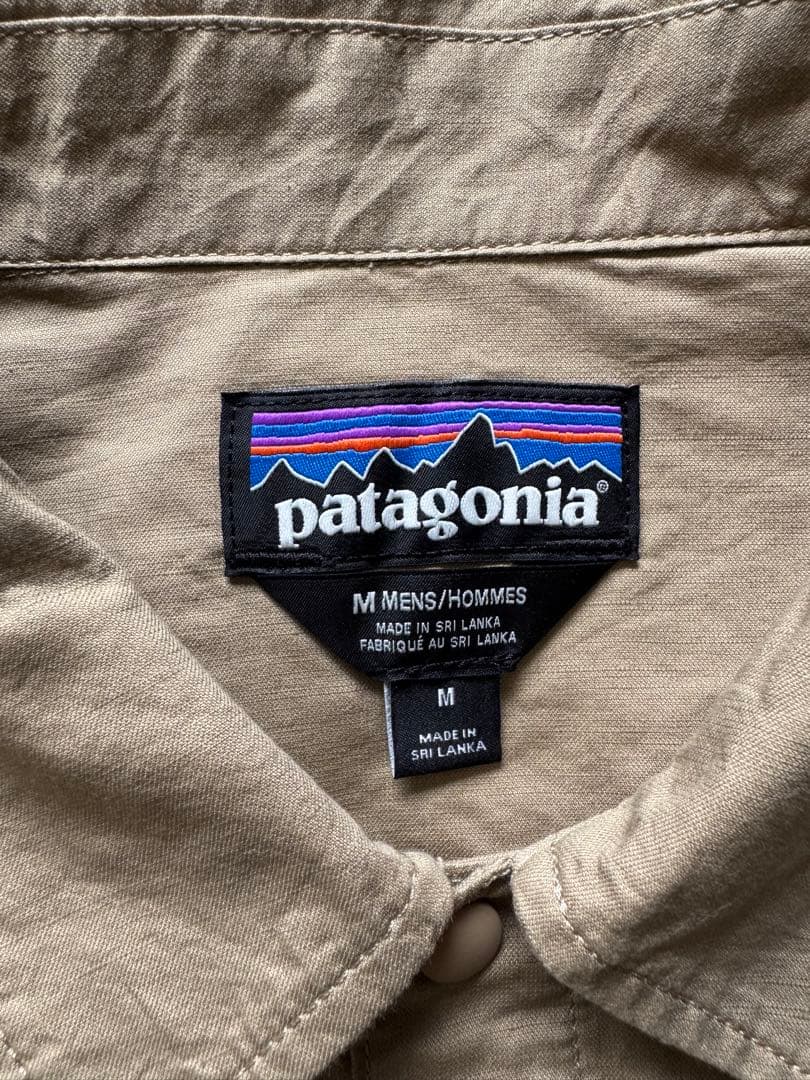 patagonia®
M MENS/HOMMES
MADE IN SRI LANKA
FABRIQUÉ AU SRI LANKA
M
MADE IN
SRI LANKA